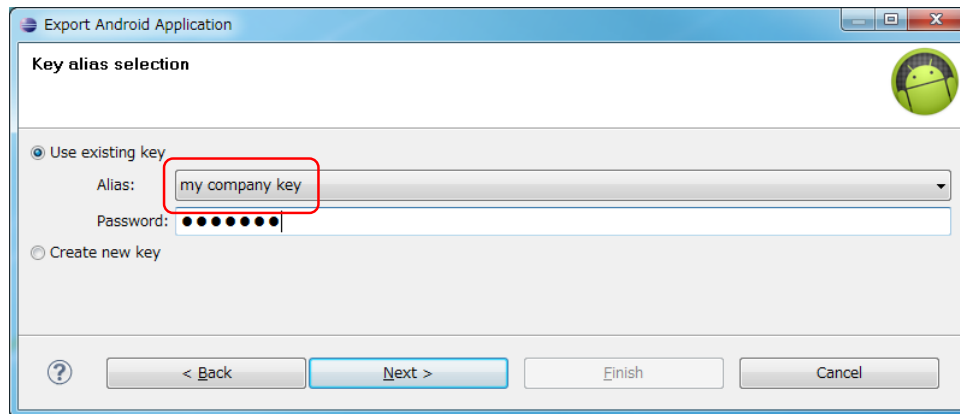 Export Android Application
Key alias selection
Use existing key
Alias: my company key
Password: ●●●●●●●
Create new key
?
< Back Next > Finish Cancel